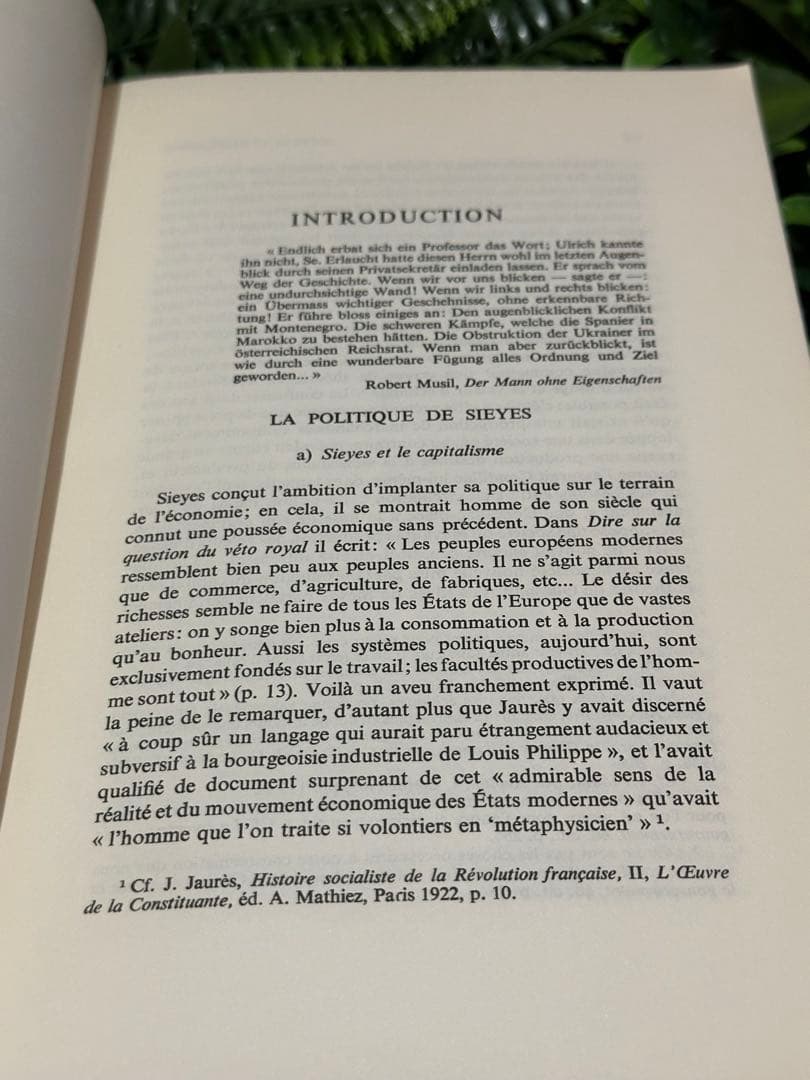 INTRODUCTION
« Endlich erbat sich ein Professor das Wort; Ulrich kannte
ihn nicht, Se. Erlaucht hatte diesen Herrn wohl im letzten Augen-
blick durch seinen Privatsekretär einladen lassen. Er sprach vom
Weg der Geschichte. Wenn wir vor uns blicken — sagte er —:
eine undurchsichtige Wand! Wenn wir links und rechts blicken:
ein Übermass wichtiger Geschehnisse, ohne erkennbare Rich-
tung! Er führe bloss einiges an: Den augenblicklichen Konflikt
mit Montenegro. Die schweren Kämpfe, welche die Spanier in
Marokko zu bestehen hätten. Die Obstruktion der Ukrainer im
österreichischen Reichsrat. Wenn man aber zurückblickt, ist
wie durch eine wunderbare Fügung alles Ordnung und Ziel
geworden... »
Robert Musil, Der Mann ohne Eigenschaften
LA POLITIQUE DE SIEYES
a) Sieyes et le capitalisme
Sieyes conçut l'ambition d'implanter sa politique sur le terrain
de l'économie; en cela, il se montrait homme de son siècle qui
connut une poussée économique sans précédent. Dans Dire sur la
question du véto royal il écrit: « Les peuples européens modernes
ressemblent bien peu aux peuples anciens. Il ne s'agit parmi nous
que de commerce, d'agriculture, de fabriques, etc... Le désir des
richesses semble ne faire de tous les États de l'Europe que de vastes
ateliers: on y songe bien plus à la consommation et à la production
qu'au bonheur. Aussi les systèmes politiques, aujourd'hui, sont
exclusivement fondés sur le travail; les facultés productives de l'hom-
me sont tout » (p. 13). Voilà un aveu franchement exprimé. Il vaut
la peine de le remarquer, d'autant plus que Jaurès y avait discerné
« à coup sûr un langage qui aurait paru étrangement audacieux et
subversif à la bourgeoisie industrielle de Louis Philippe », et l'avait
qualifié de document surprenant de cet « admirable sens de la
réalité et du mouvement économique des États modernes » qu'avait
« l'homme que l'on traite si volontiers en ‘métaphysicien’ » ¹.
¹ Cf. J. Jaurès, Histoire socialiste de la Révolution française, II, L'Œuvre
de la Constituante, éd. A. Mathiez, Paris 1922, p. 10.